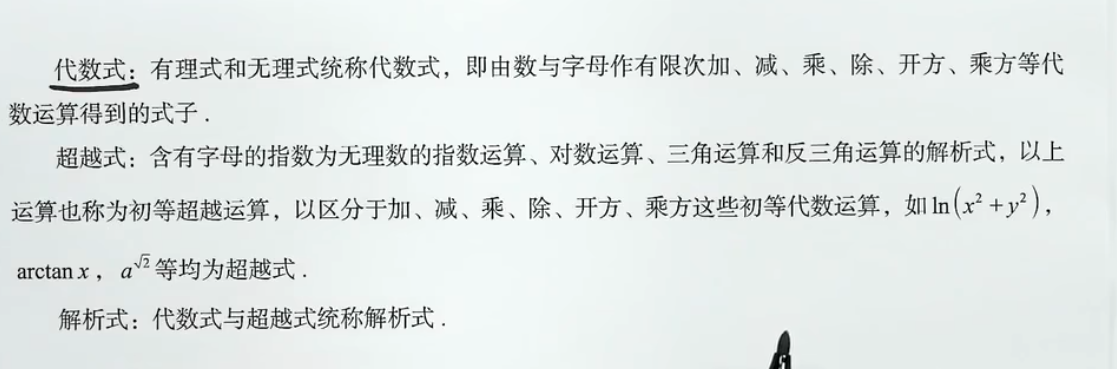 代数式：有理式和无理式统称代数式，即由数与字母作有限次加、减、乘、除、开方、乘方等代
数运算得到的式子．
超越式：含有字母的指数为无理数的指数运算、对数运算、三角运算和反三角运算的解析式，以上
运算也称为初等超越运算，以区分于加、减、乘、除、开方、乘方这些初等代数运算，如 ln(x²+y²)，
arctan x，a^√2 等均为超越式．
解析式：代数式与超越式统称解析式．